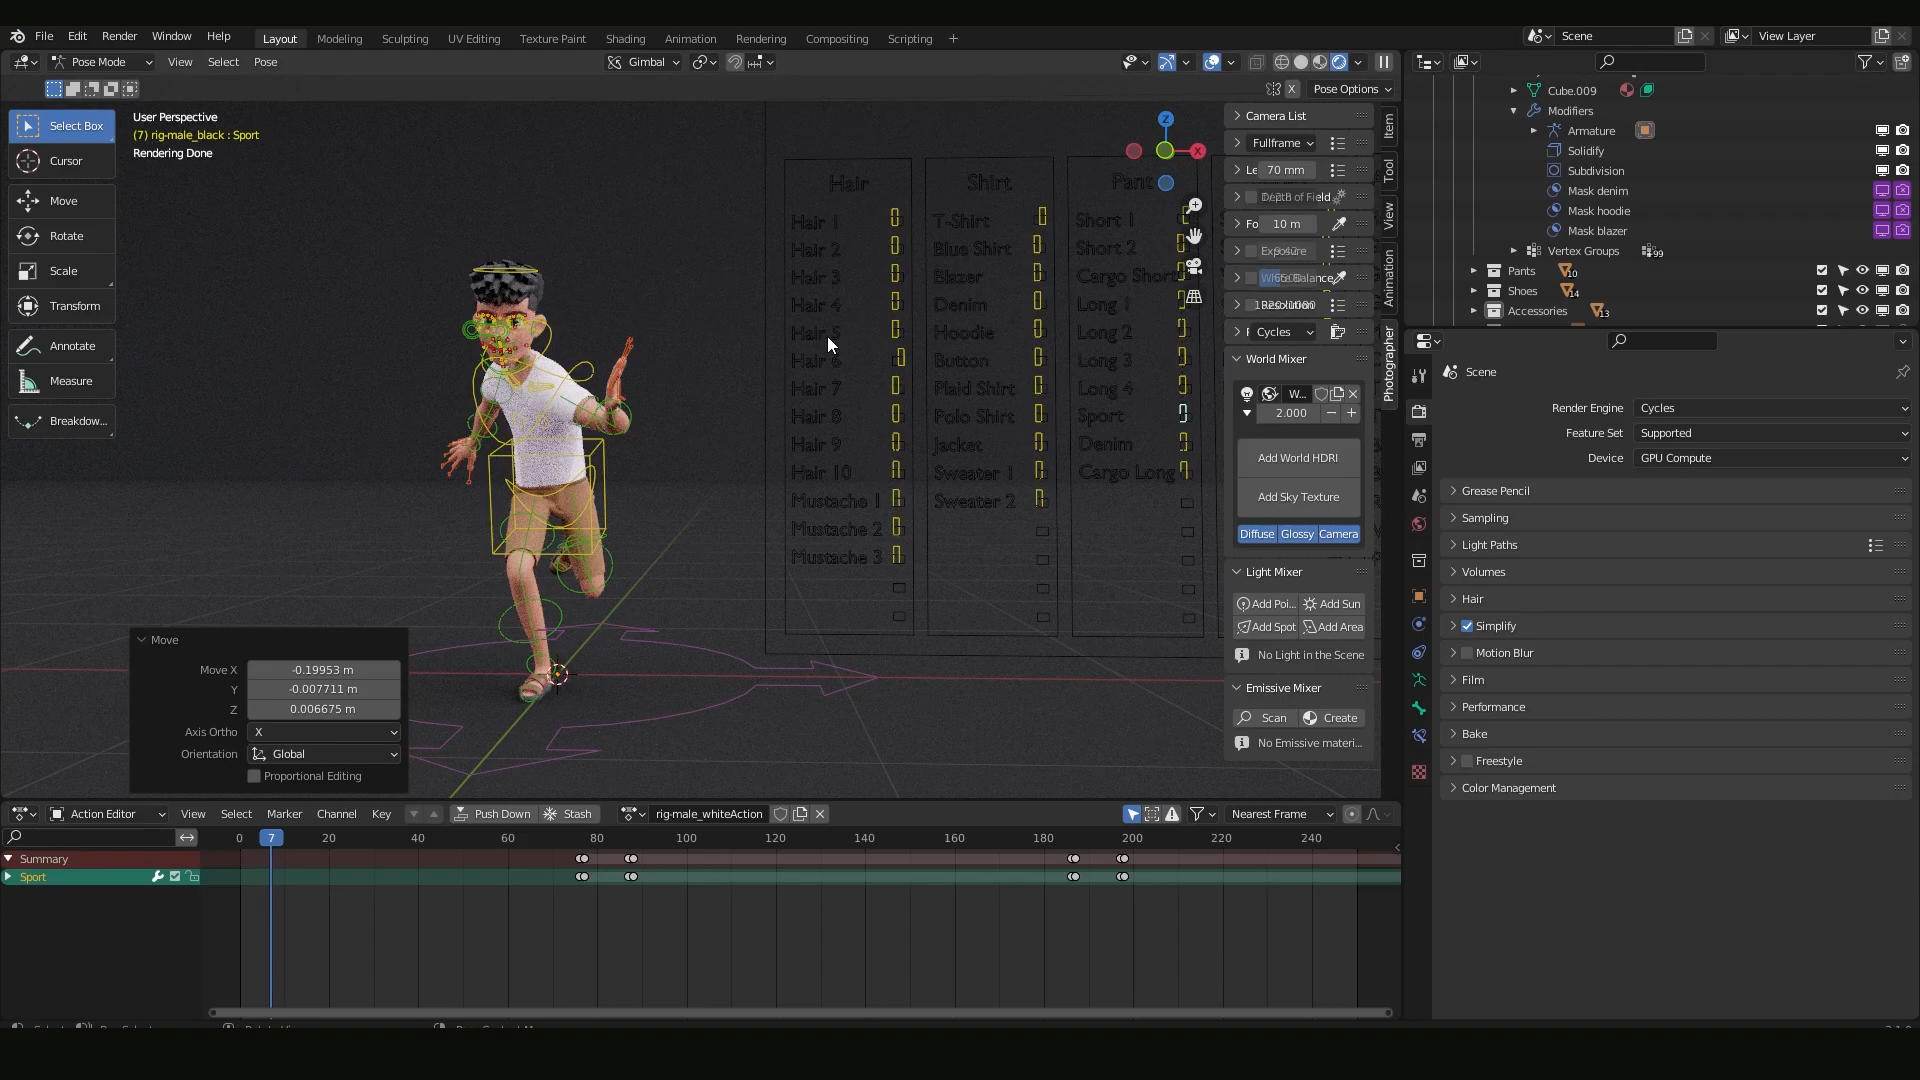 File Edit Render Window Help
Layout Modeling Sculpting UV Editing Texture Paint Shading Animation Rendering Compositing Scripting
Scene
View Layer
Pose Mode View Select Pose
Gimbal
X Pose Options
Select Box
Cursor
Move
Rotate
Scale
Transform
Annotate
Measure
Breakdow...
User Perspective
(7) rig-male_black : Sport
Rendering Done
Hair
Hair 1
Hair 2
Hair 3
Hair 4
Hair 5
Hair 6
Hair 7
Hair 8
Hair 9
Hair 10
Mustache 1
Mustache 2
Mustache 3
Shirt
T-Shirt
Blue Shirt
Blazer
Denim
Hoodie
Button
Plaid Shirt
Polo Shirt
Jacket
Sweater 1
Sweater 2
Pant
Short 1
Short 2
Cargo Short
Long 1
Long 2
Long 3
Long 4
Sport
Denim
Cargo Long
Z
X
Camera List
Fullframe
Le 70 mm
Depth of Field
Fo 10 m
Exposure
Resolution
Cycles
World Mixer
W...
2.000
Add World HDRI
Add Sky Texture
Diffuse Glossy Camera
Light Mixer
Add Poi... Add Sun
Add Spot Add Area
No Light in the Scene
Emissive Mixer
Scan Create
No Emissive materi...
Item
Tool
View
Animation
Photographer
Move
Move X -0.19953 m
Y -0.007711 m
Z 0.006675 m
Axis Ortho X
Orientation Global
Proportional Editing
Action Editor View Select Marker Channel Key Push Down Stash rig-male_whiteAction Nearest Frame
0 7 20 40 60 80 100 120 140 160 180 200 220 240
Summary
Sport
Cube.009
Modifiers
Armature
Solidify
Subdivision
Mask denim
Mask hoodie
Mask blazer
Vertex Groups 99
Pants 10
Shoes 14
Accessories 13
Scene
Render Engine Cycles
Feature Set Supported
Device GPU Compute
Grease Pencil
Sampling
Light Paths
Volumes
Hair
Simplify
Motion Blur
Film
Performance
Bake
Freestyle
Color Management